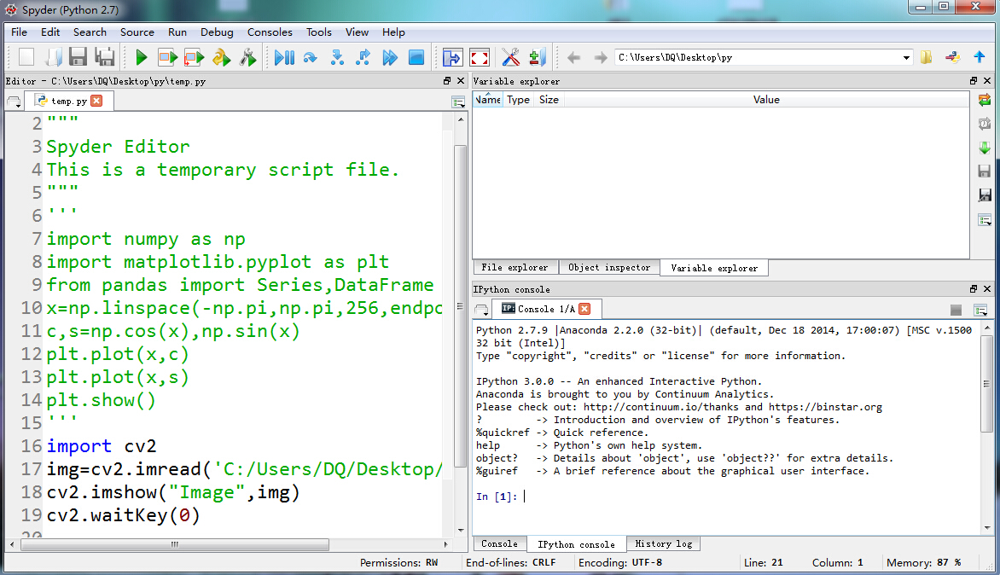 Spyder (Python 2.7)
File Edit Search Source Run Debug Consoles Tools View Help
C:\Users\DQ\Desktop\py
Editor - C:\Users\DQ\Desktop\py\temp.py
temp.py
2 """
3 Spyder Editor
4 This is a temporary script file.
5 """
6 '''
7 import numpy as np
8 import matplotlib.pyplot as plt
9 from pandas import Series,DataFrame
10 x=np.linspace(-np.pi,np.pi,256,endpo
11 c,s=np.cos(x),np.sin(x)
12 plt.plot(x,c)
13 plt.plot(x,s)
14 plt.show()
15 '''
16 import cv2
17 img=cv2.imread('C:/Users/DQ/Desktop/
18 cv2.imshow("Image",img)
19 cv2.waitKey(0)
20
Variable explorer
Name Type Size Value
File explorer Object inspector Variable explorer
IPython console
IP: Console 1/A
Python 2.7.9 |Anaconda 2.2.0 (32-bit)| (default, Dec 18 2014, 17:00:07) [MSC v.1500
32 bit (Intel)]
Type "copyright", "credits" or "license" for more information.
IPython 3.0.0 -- An enhanced Interactive Python.
Anaconda is brought to you by Continuum Analytics.
Please check out: http://continuum.io/thanks and https://binstar.org
? -> Introduction and overview of IPython's features.
%quickref -> Quick reference.
help -> Python's own help system.
object? -> Details about 'object', use 'object??' for extra details.
%guiref -> A brief reference about the graphical user interface.
In [1]:
Console IPython console History log
Permissions: RW End-of-lines: CRLF Encoding: UTF-8 Line: 21 Column: 1 Memory: 87 %